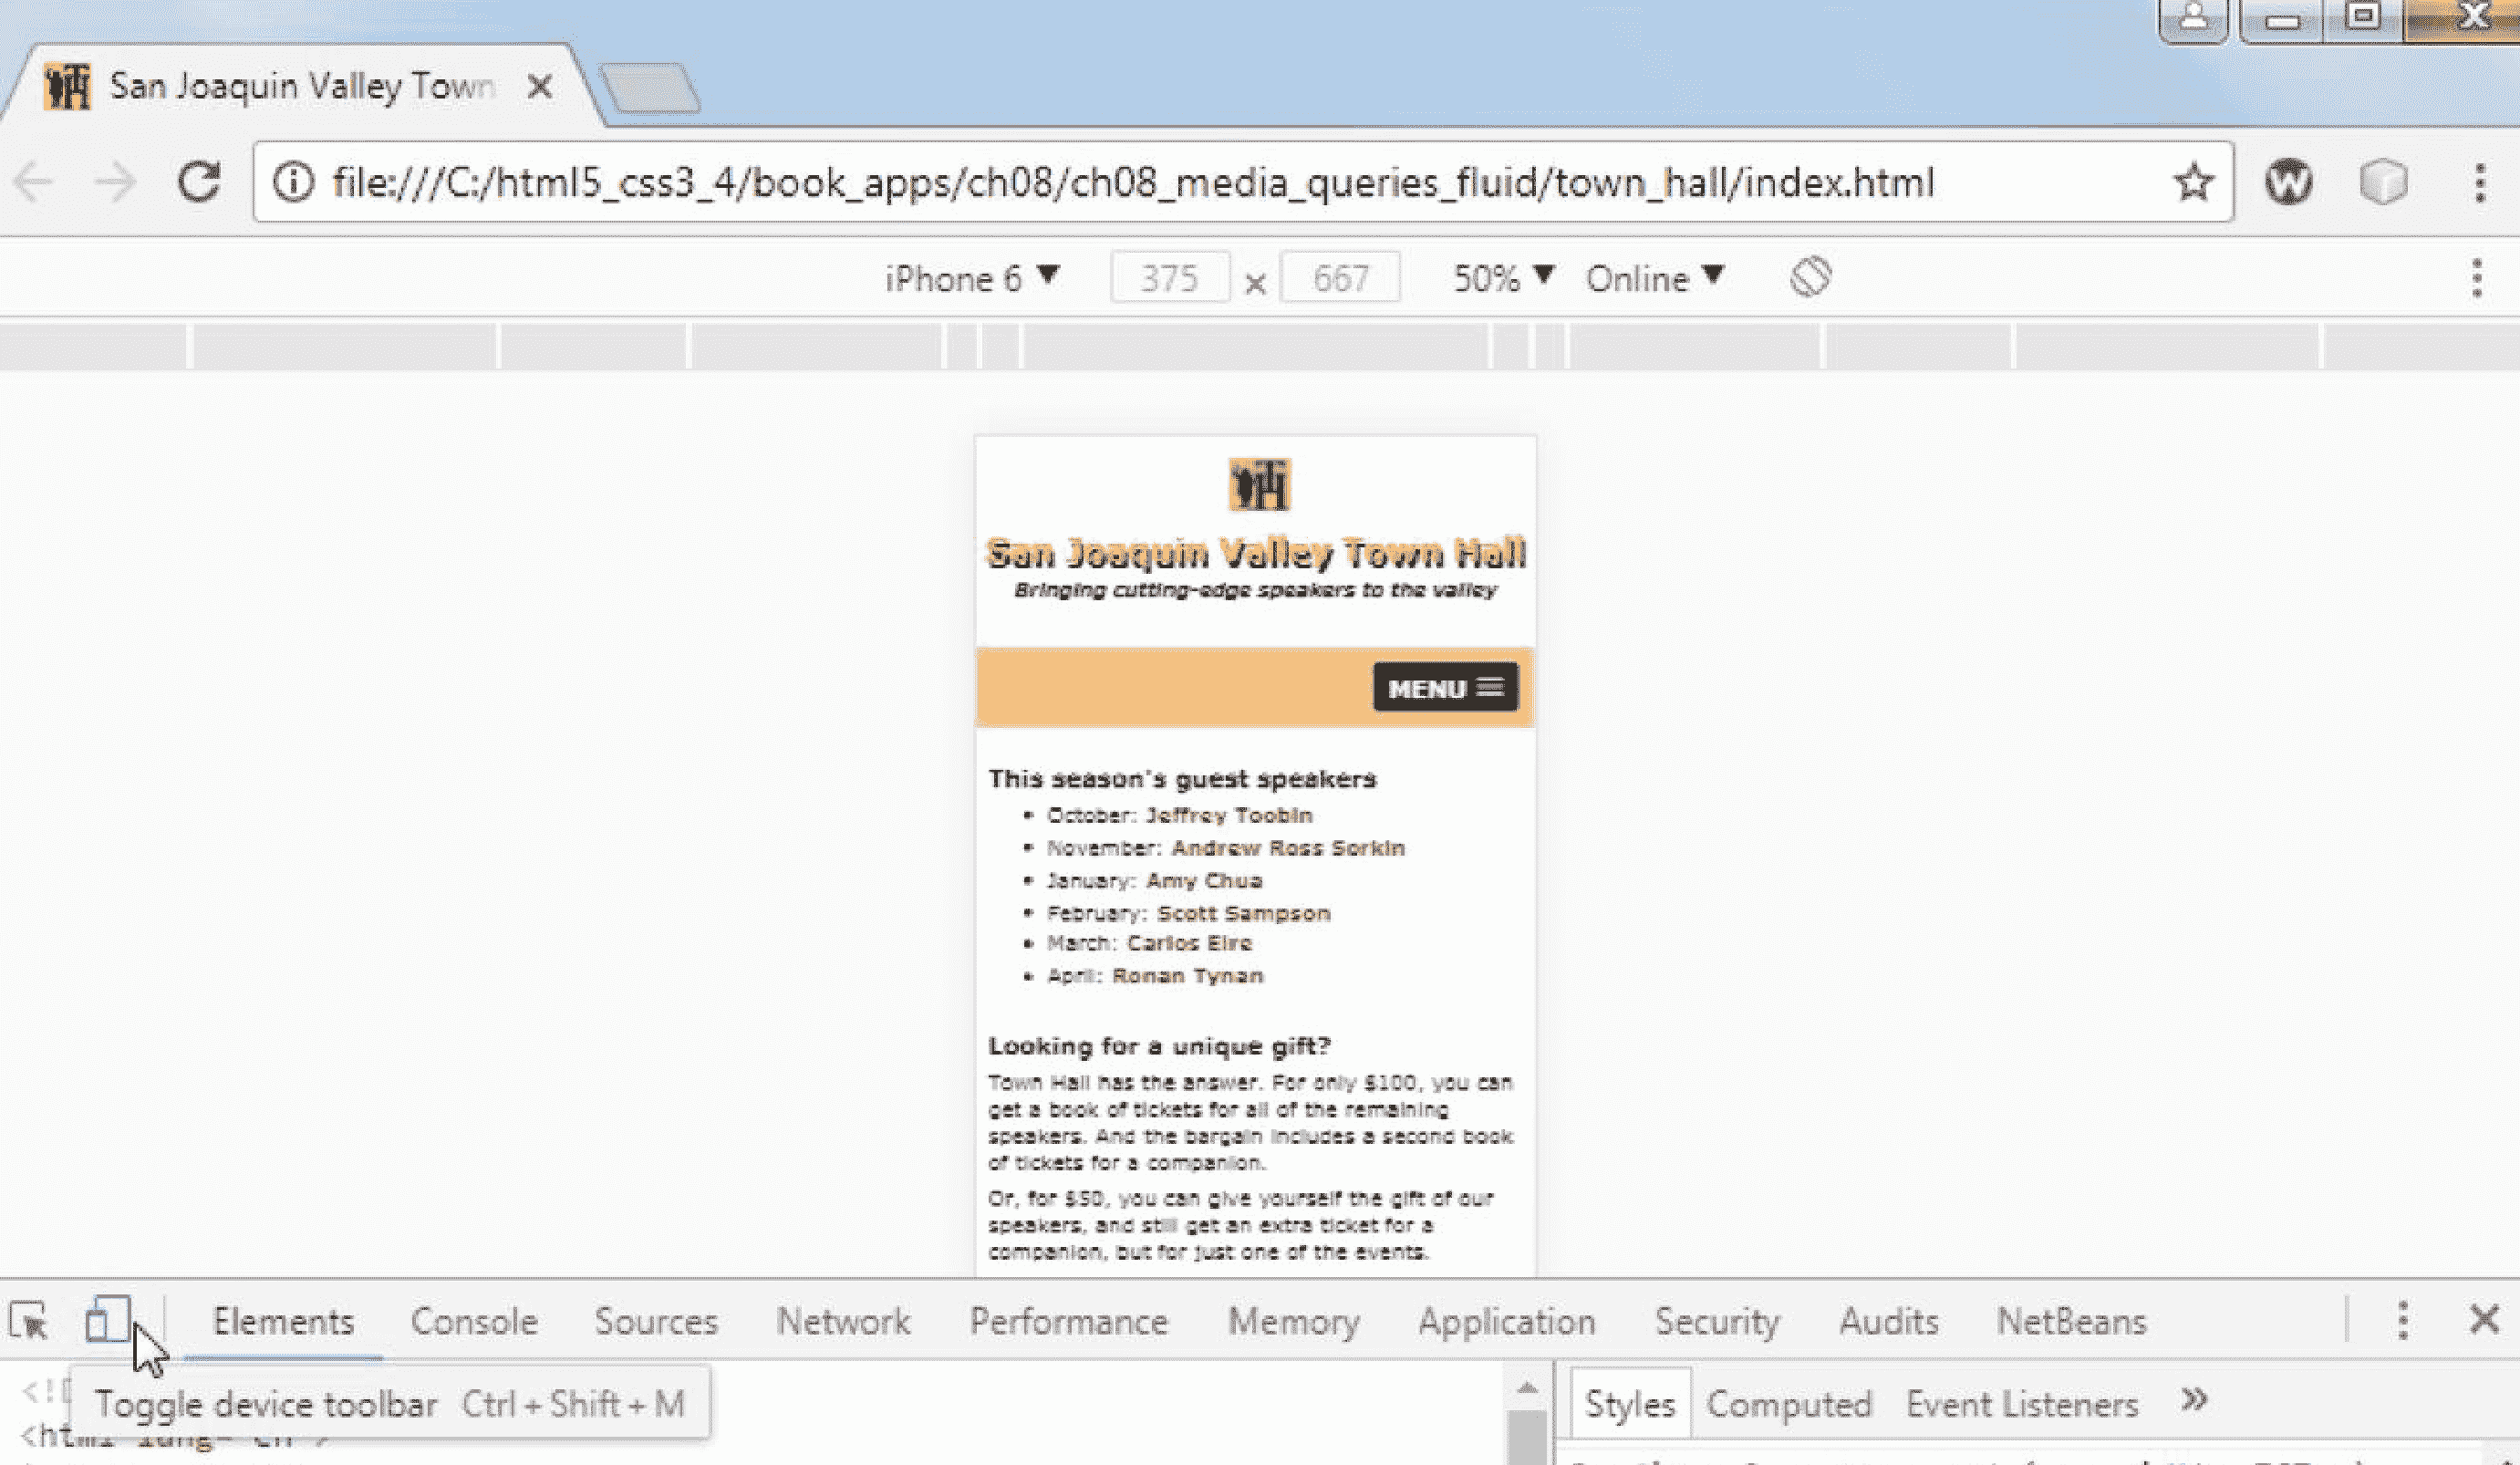 San Joaquin Valley Town
file:///C:/html5_css3_4/book_apps/ch08/ch08_media_queries_fluid/town_hall/index.html
iPhone 6 375 x 667 50% Online
San Joaquin Valley Town Hall
Bringing cutting-edge speakers to the valley
MENU
This season's guest speakers
• October: Jeffrey Toobin
• November: Andrew Ross Sorkin
• January: Amy Chua
• February: Scott Sampson
• March: Carlos Eire
• April: Ronan Tynan
Looking for a unique gift?
Town Hall has the answer. For only $100, you can
get a book of tickets for all of the remaining
speakers. And the bargain includes a second book
of tickets for a companion.
Or, for $50, you can give yourself the gift of our
speakers, and still get an extra ticket for a
companion, but for just one of the events.
Elements Console Sources Network Performance Memory Application Security Audits NetBeans
Toggle device toolbar Ctrl + Shift + M
Styles Computed Event Listeners »
<html